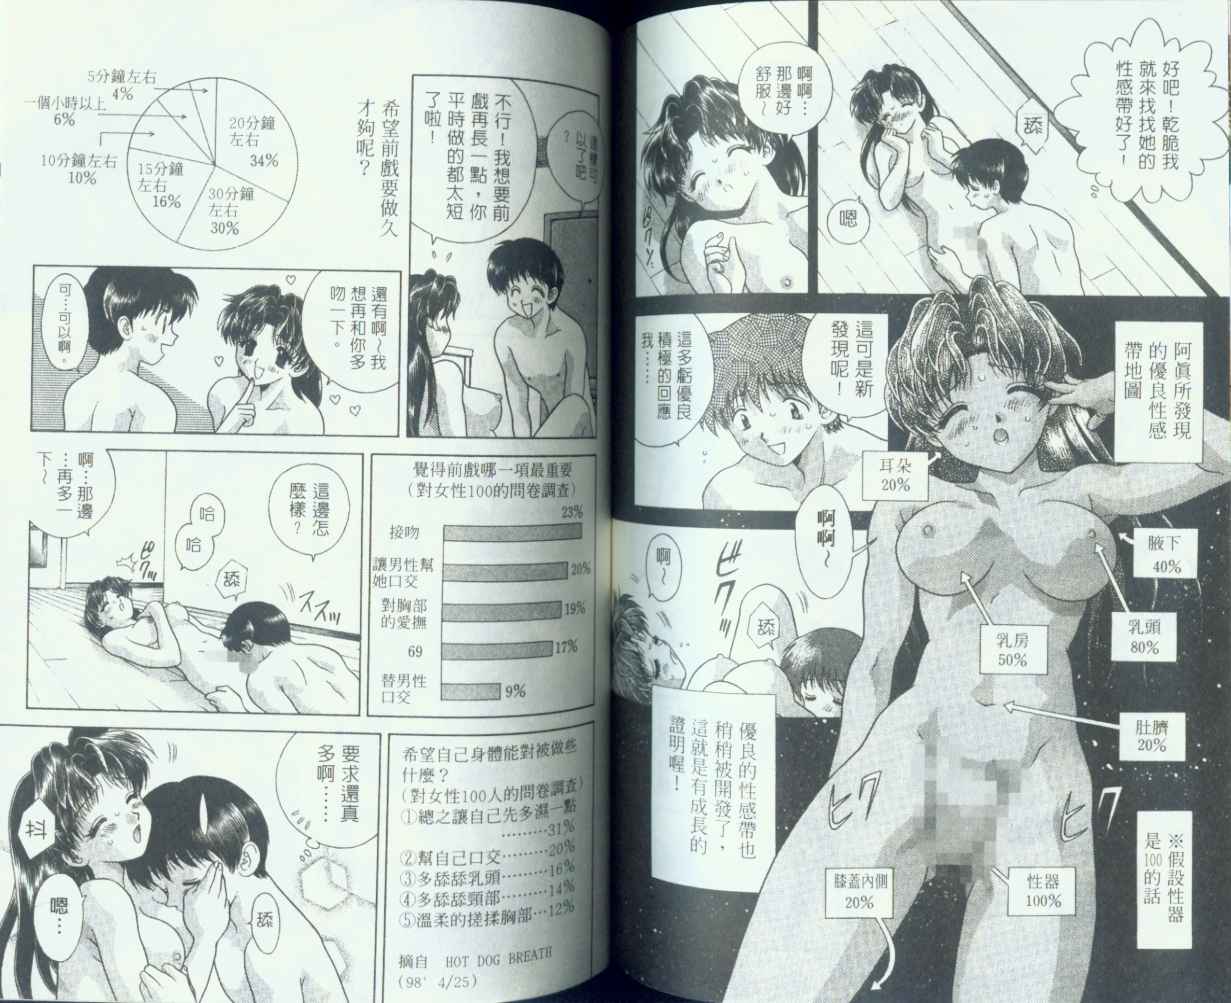 好吧！乾脆我
就來找找她的
性感帶好了！
舔
嗯
啊啊…
那邊好
舒服～
ピクッ
阿眞所發現
的優良性感
帶地圖
這可是新
發現呢！
這多虧優良
積極的回應
我……
耳朵
20%
腋下
40%
乳頭
80%
乳房
50%
肚臍
20%
性器
100%
膝蓋內側
20%
※假設性器
是100的話
ヒク
ヒク
啊啊～
ピクッ
舔
啊～
優良的性感帶也
稍稍被開發了，
這就是有成長的
證明喔！
以了吧
？
不行！我想要前
戲再長一點，你
平時做的都太短
了啦！
希望前戲要做久
才夠呢？
5分鐘左右
4%
一個小時以上
6%
10分鐘左右
10%
15分鐘
左右
16%
20分鐘
左右
34%
30分鐘
左右
30%
還有啊～我
想再和你多
吻一下。
可…可以啊。
覺得前戲哪一項最重要
（對女性100的問卷調查）
接吻
23%
讓男性幫
她口交
20%
對胸部
的愛撫
19%
69
17%
替男性
口交
9%
這邊怎
麼樣？
哈
哈
舔
啊…那邊
…再多一
下～
ピクッ
ススッ
希望自己身體能對被做些
什麼？
（對女性100人的問卷調查）
①總之讓自己先多濕一點
………31%
②幫自己口交………20%
③多舔舔乳頭………16%
④多舔舔頸部………14%
⑤溫柔的搓揉胸部…12%
摘自　HOT DOG BREATH
（98' 4/25）
要求還真
多啊……
舔
嗯…